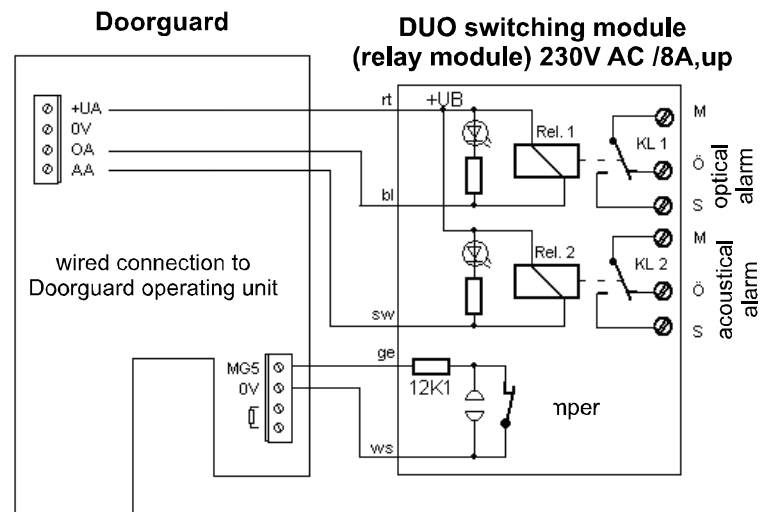 Doorguard
DUO switching module
(relay module) 230V AC /8A,up
+UA
0V
OA
AA
rt
+UB
bl
Rel. 1
KL 1
M
Ö
S
optical
alarm
wired connection to
Doorguard operating unit
sw
Rel. 2
KL 2
M
Ö
S
acoustical
alarm
MG5
0V
ge
12K1
mper
ws